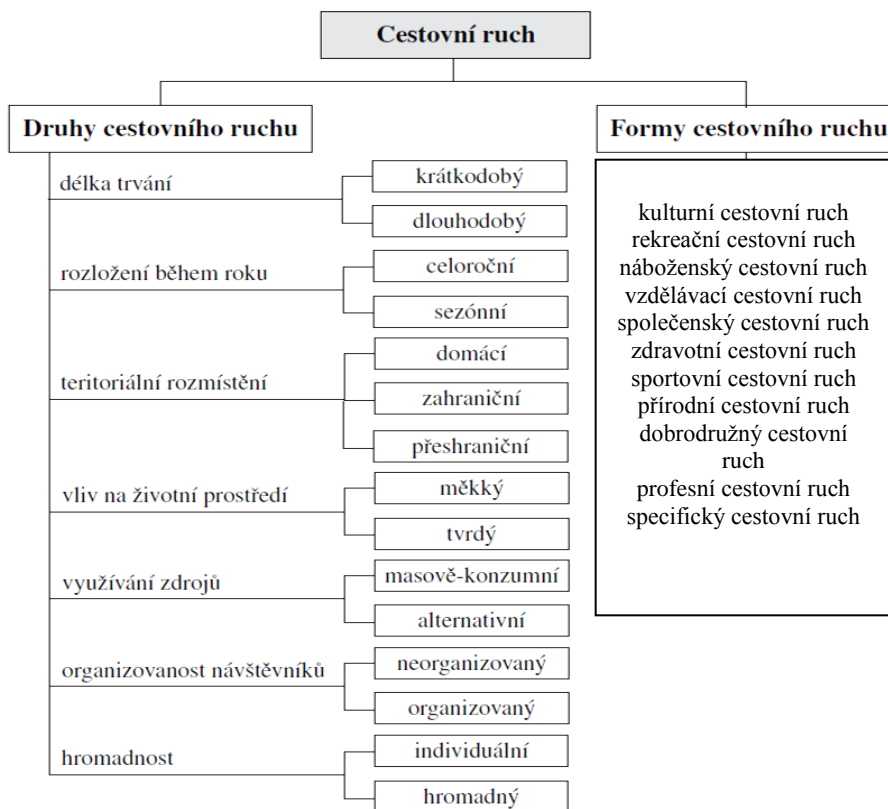 Cestovní ruch
Druhy cestovního ruchu
Formy cestovního ruchu
délka trvání
krátkodobý
dlouhodobý
rozložení během roku
celoroční
sezónní
teritoriální rozmístění
domácí
zahraniční
přeshraniční
vliv na životní prostředí
měkký
tvrdý
využívání zdrojů
masově-konzumní
alternativní
organizovanost návštěvníků
neorganizovaný
organizovaný
hromadnost
individuální
hromadný
kulturní cestovní ruch
rekreační cestovní ruch
náboženský cestovní ruch
vzdělávací cestovní ruch
společenský cestovní ruch
zdravotní cestovní ruch
sportovní cestovní ruch
přírodní cestovní ruch
dobrodružný cestovní
ruch
profesní cestovní ruch
specifický cestovní ruch